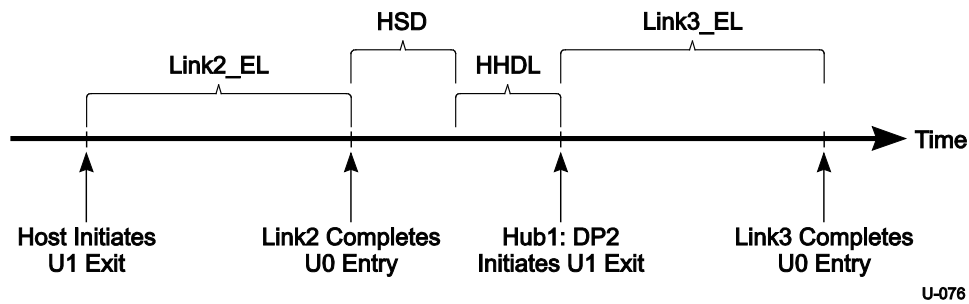 HSD
Link3_EL
Link2_EL
HHDL
Time
Host Initiates
U1 Exit
Link2 Completes
U0 Entry
Hub1: DP2
Initiates U1 Exit
Link3 Completes
U0 Entry
U-076